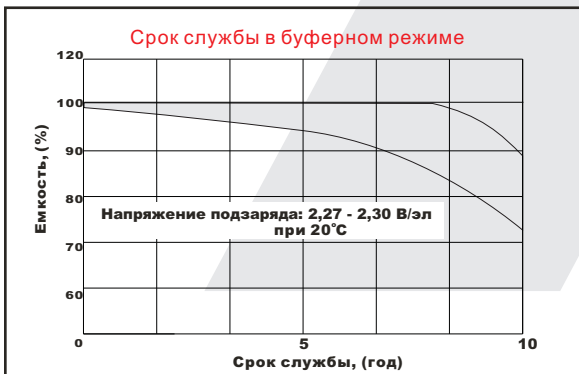 Срок службы в буферном режиме
120
100
90
80
70
60
0
Емкость, (%)
Напряжение подзаряда: 2,27 - 2,30 В/эл
при 20°C
5
10
Срок службы, (год)